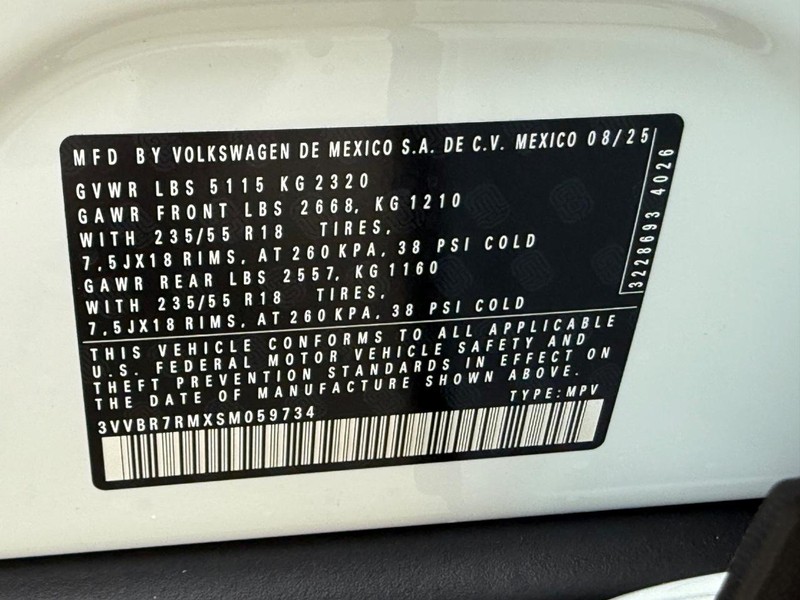 MFD BY VOLKSWAGEN DE MEXICO S.A. DE C.V. MEXICO 08/25
GVWR LBS 5115 KG 2320
GAWR FRONT LBS 2668, KG 1210
WITH 235/55 R18 TIRES,
7,5JX18 RIMS, AT 260 KPA, 38 PSI COLD
GAWR REAR LBS 2557, KG 1160
WITH 235/55 R18 TIRES,
7,5JX18 RIMS, AT 260 KPA, 38 PSI COLD
3228693 4026
THIS VEHICLE CONFORMS TO ALL APPLICABLE
U.S. FEDERAL MOTOR VEHICLE SAFETY AND
THEFT PREVENTION STANDARDS IN EFFECT ON
THE DATE OF MANUFACTURE SHOWN ABOVE.
TYPE: MPV
3VVBR7RMXSM059734